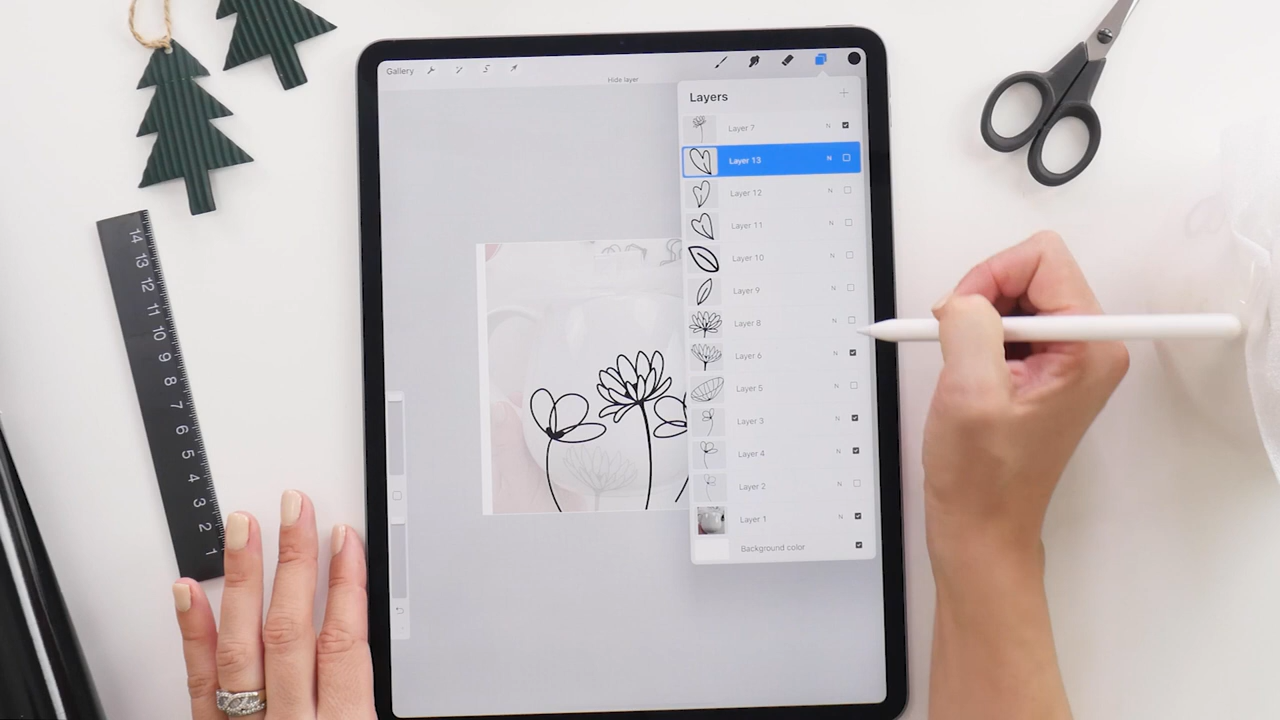 Gallery
Hide layer
Layers
Layer 7 N
Layer 13 N
Layer 12 N
Layer 11 N
Layer 10 N
Layer 9 N
Layer 8 N
Layer 6 N
Layer 5 N
Layer 3 N
Layer 4 N
Layer 2 N
Layer 1 N
Background color
14
13
12
11
10
9
8
7
6
5
4
3
2
1